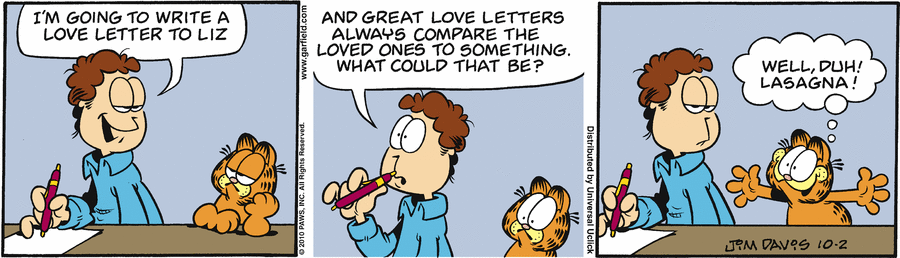 I'M GOING TO WRITE A
LOVE LETTER TO LIZ
www.garfield.com
© 2010 PAWS, INC. All Rights Reserved.
AND GREAT LOVE LETTERS
ALWAYS COMPARE THE
LOVED ONES TO SOMETHING.
WHAT COULD THAT BE?
Distributed by Universal Uclick
WELL, DUH!
LASAGNA!
JIM DAVIS 10-2